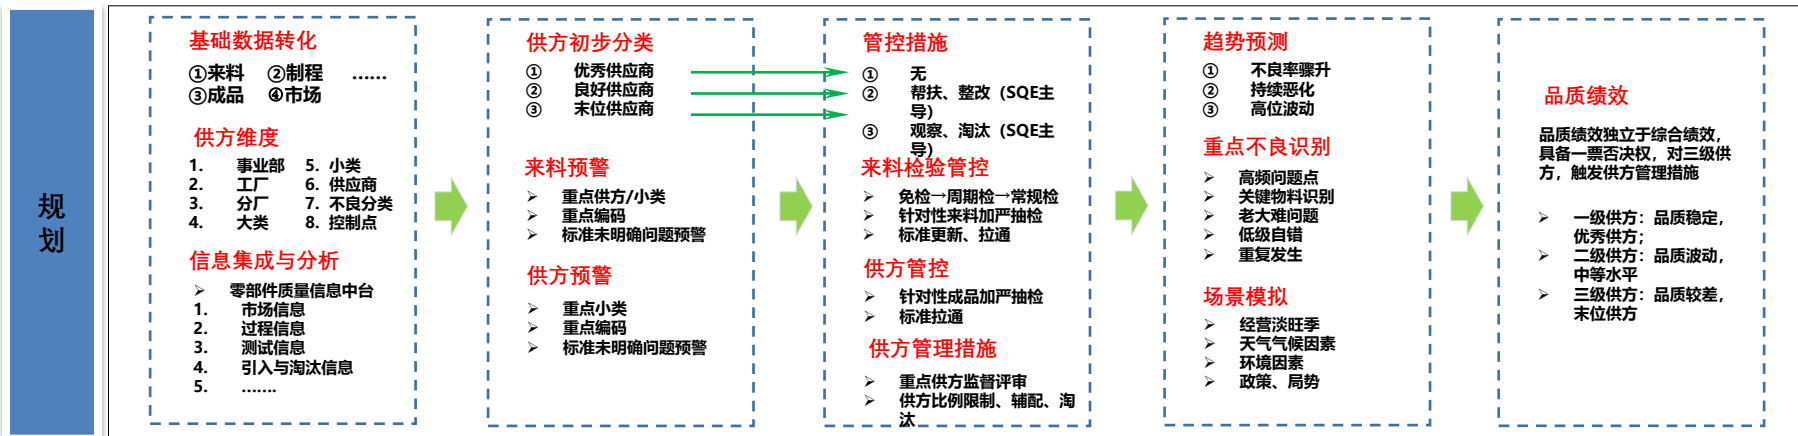 规
划
基础数据转化
①来料 ②制程 ……
③成品 ④市场
供方维度
1. 事业部 5. 小类
2. 工厂 6. 供应商
3. 分厂 7. 不良分类
4. 大类 8. 控制点
信息集成与分析
➢ 零部件质量信息中台
1. 市场信息
2. 过程信息
3. 测试信息
4. 引入与淘汰信息
5. …….
供方初步分类
① 优秀供应商
② 良好供应商
③ 末位供应商
来料预警
➢ 重点供方/小类
➢ 重点编码
➢ 标准未明确问题预警
供方预警
➢ 重点小类
➢ 重点编码
➢ 标准未明确问题预警
管控措施
① 无
② 帮扶、整改（SQE主
导）
③ 观察、淘汰（SQE主
导）
来料检验管控
➢ 免检→周期检→常规检
➢ 针对性来料加严抽检
➢ 标准更新、拉通
供方管控
➢ 针对性成品加严抽检
➢ 标准拉通
供方管理措施
➢ 重点供方监督评审
➢ 供方比例限制、辅配、淘
汰
趋势预测
① 不良率骤升
② 持续恶化
③ 高位波动
重点不良识别
➢ 高频问题点
➢ 关键物料识别
➢ 老大难问题
➢ 低级自错
➢ 重复发生
场景模拟
➢ 经营淡旺季
➢ 天气气候因素
➢ 环境因素
➢ 政策、局势
品质绩效
品质绩效独立于综合绩效，
具备一票否决权，对三级供
方，触发供方管理措施
➢ 一级供方：品质稳定，
优秀供方；
➢ 二级供方：品质波动，
中等水平
➢ 三级供方：品质较差，
末位供方